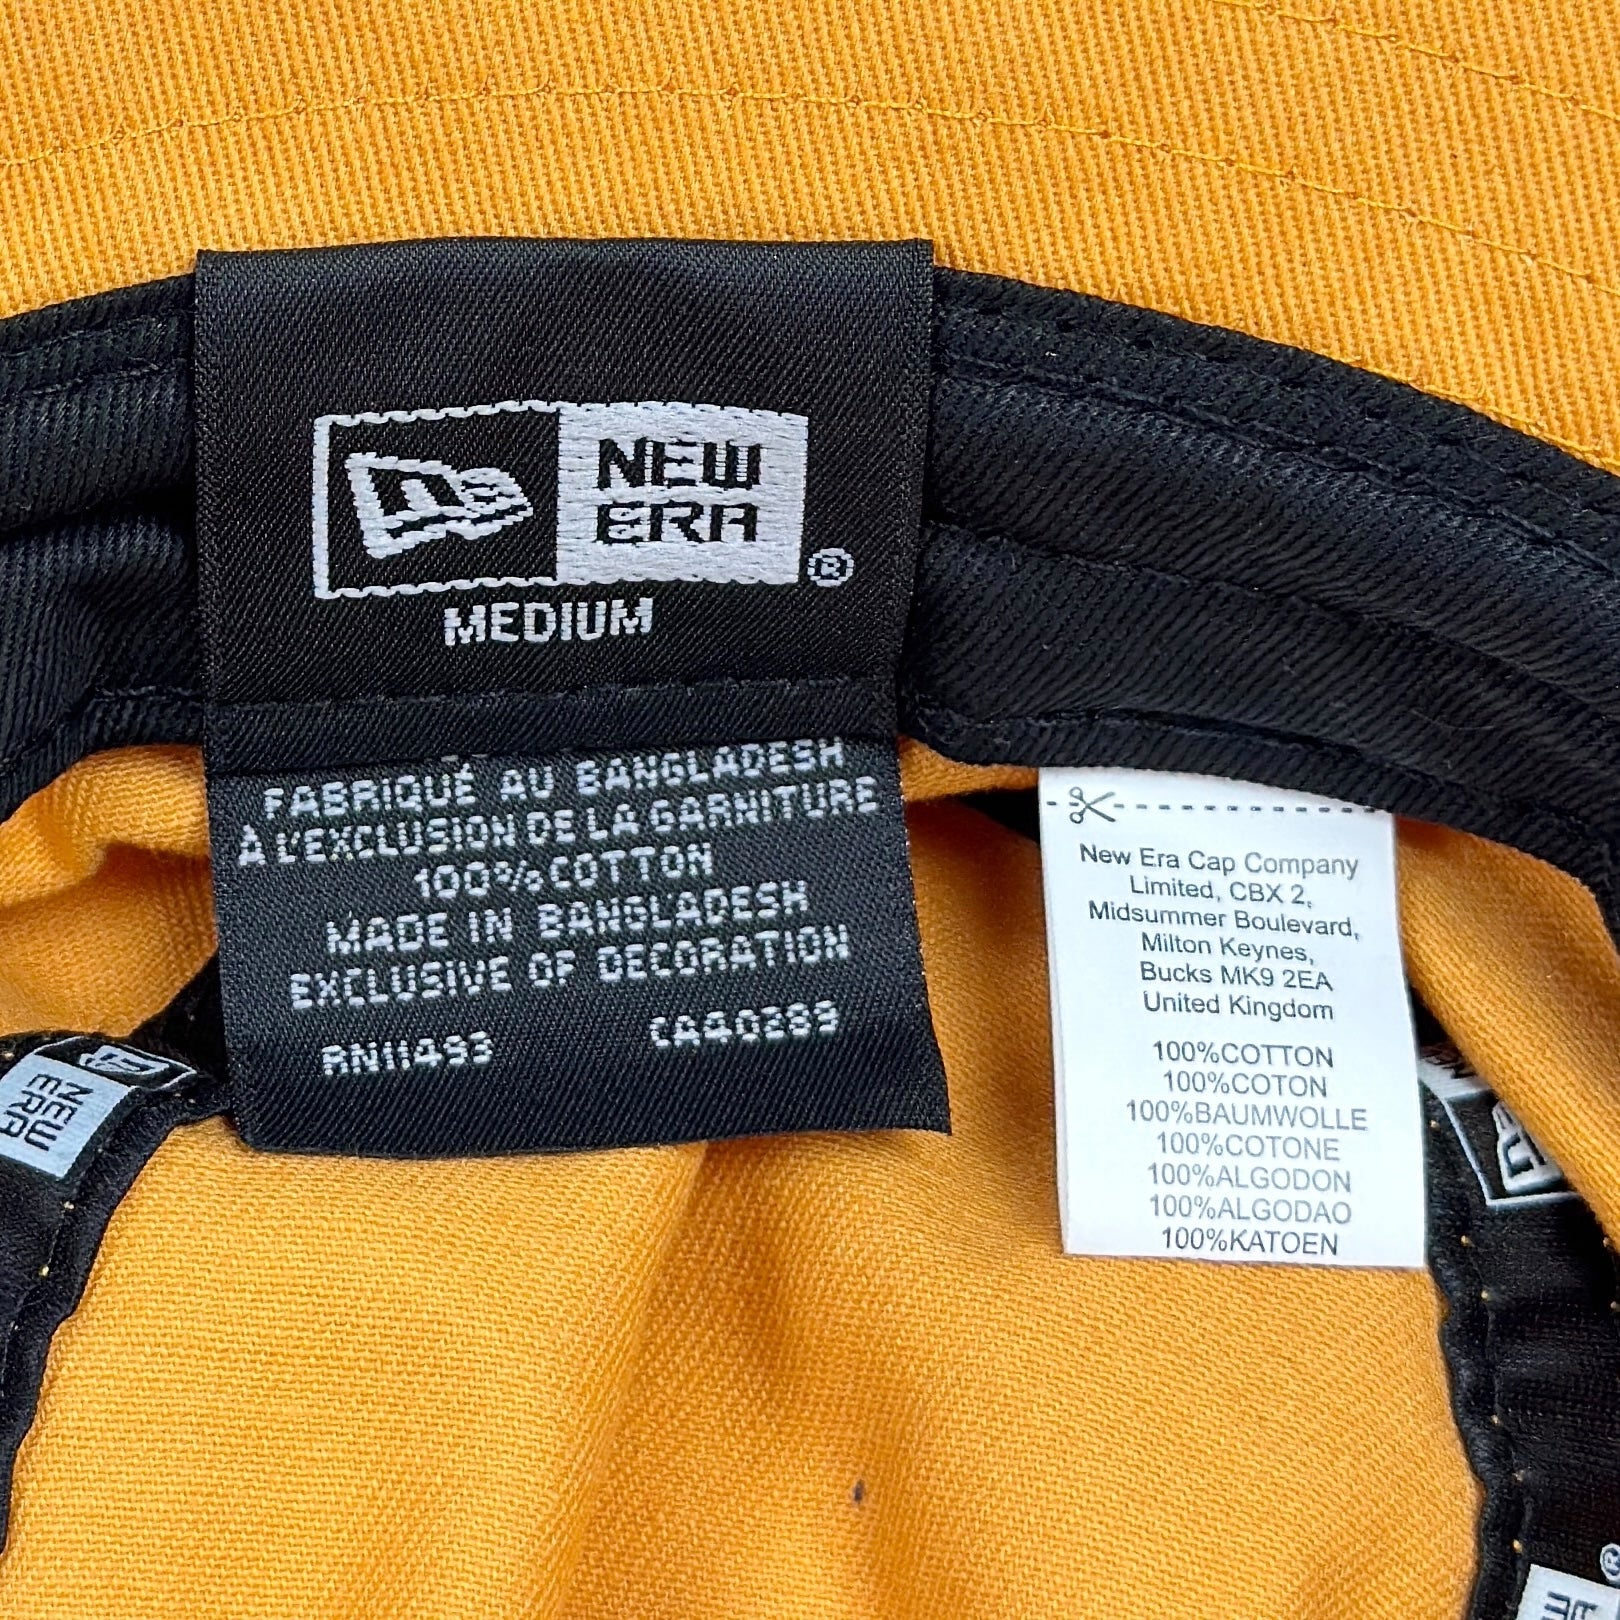 NEW
ERA
®
MEDIUM
FABRIQUÉ AU BANGLADESH
À L'EXCLUSION DE LA GARNITURE
100% COTTON
MADE IN BANGLADESH
EXCLUSIVE OF DECORATION
RN11493 CA40289
New Era Cap Company
Limited, CBX 2,
Midsummer Boulevard,
Milton Keynes,
Bucks MK9 2EA
United Kingdom
100%COTTON
100%COTON
100%BAUMWOLLE
100%COTONE
100%ALGODON
100%ALGODAO
100%KATOEN
NEW
ERA